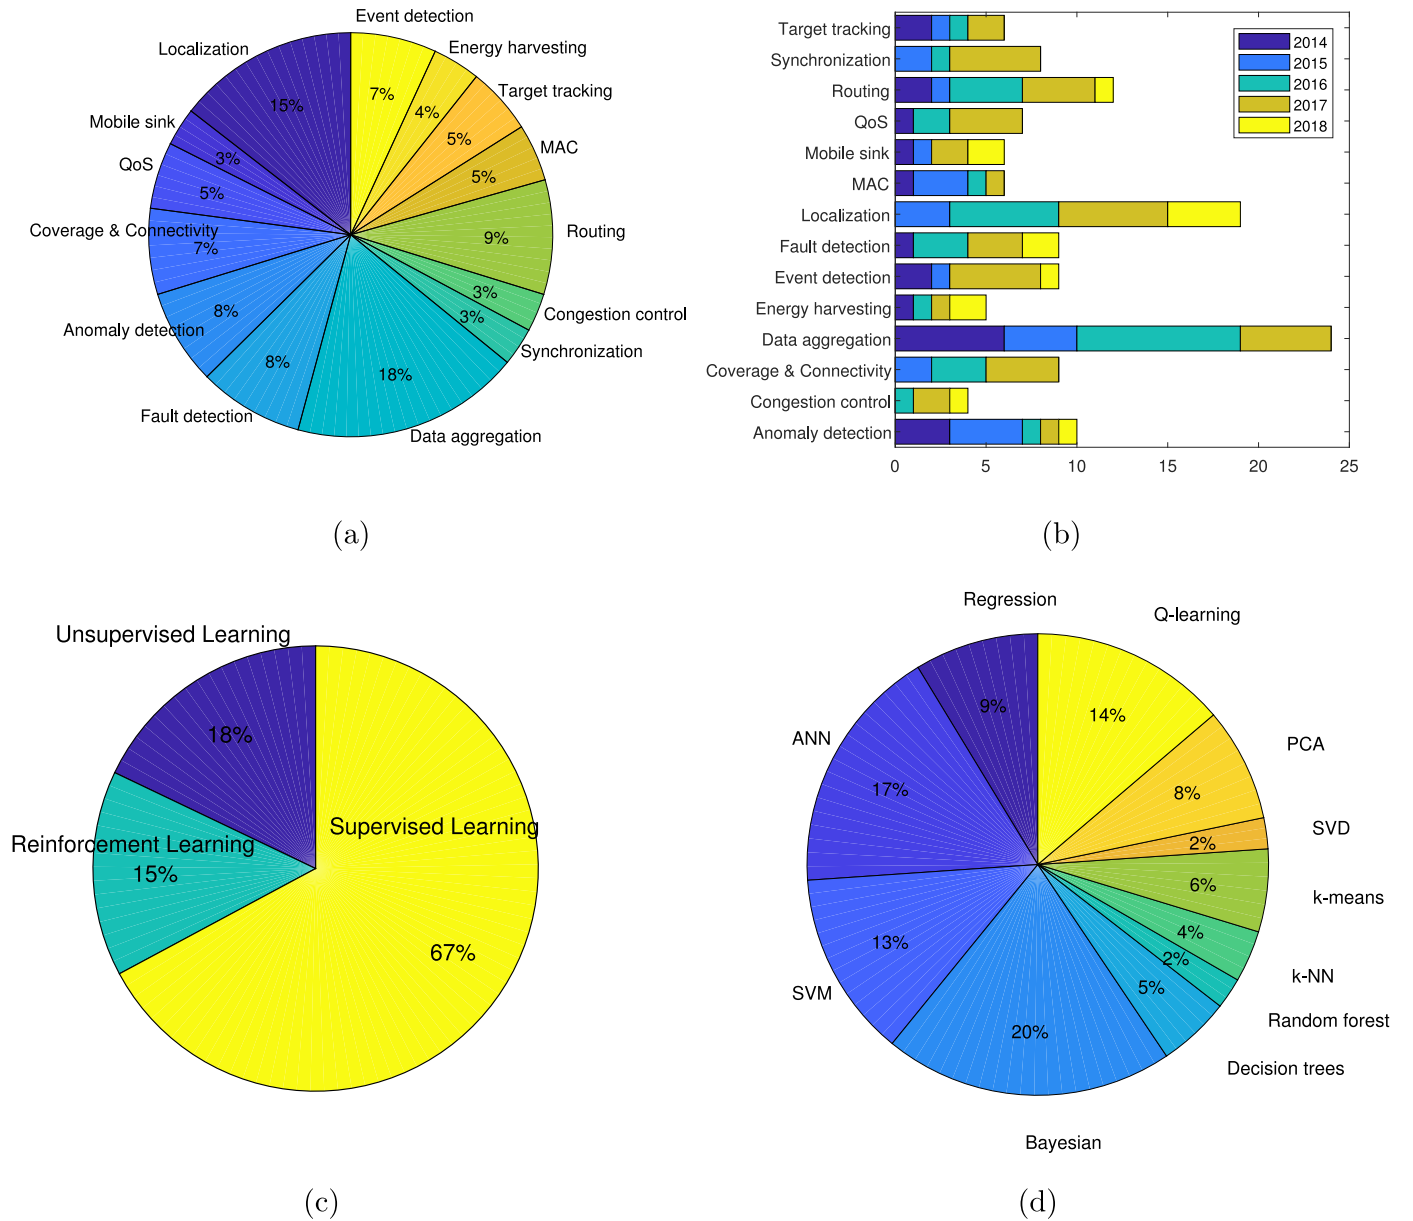 Event detection
Energy harvesting
Target tracking
MAC
Routing
Congestion control
Synchronization
Data aggregation
Fault detection
Anomaly detection
Coverage & Connectivity
QoS
Mobile sink
Localization
7%
4%
5%
5%
9%
3%
3%
18%
8%
8%
7%
5%
3%
15%
(a)
Target tracking
Synchronization
Routing
QoS
Mobile sink
MAC
Localization
Fault detection
Event detection
Energy harvesting
Data aggregation
Coverage & Connectivity
Congestion control
Anomaly detection
0 5 10 15 20 25
2014
2015
2016
2017
2018
(b)
Unsupervised Learning
18%
Reinforcement Learning
15%
Supervised Learning
67%
(c)
Regression
Q-learning
PCA
SVD
k-means
k-NN
Random forest
Decision trees
Bayesian
SVM
ANN
9%
14%
8%
2%
6%
4%
2%
5%
20%
13%
17%
(d)